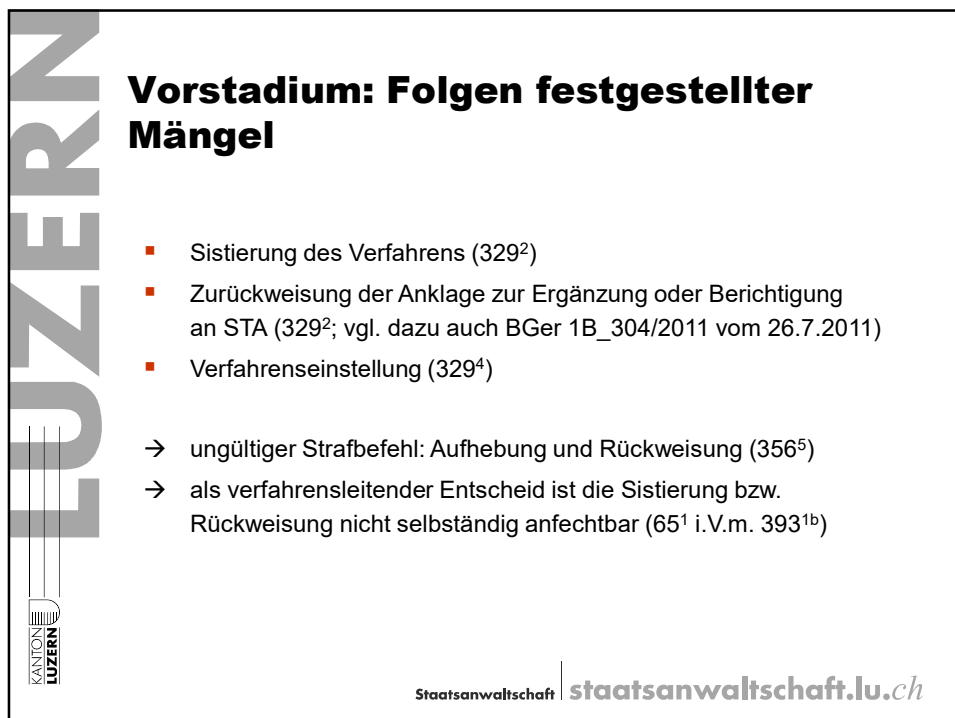 LUZERN
Vorstadium: Folgen festgestellter
Mängel
▪ Sistierung des Verfahrens (329²)
▪ Zurückweisung der Anklage zur Ergänzung oder Berichtigung
an STA (329²; vgl. dazu auch BGer 1B_304/2011 vom 26.7.2011)
▪ Verfahrenseinstellung (329⁴)
→ ungültiger Strafbefehl: Aufhebung und Rückweisung (356⁵)
→ als verfahrensleitender Entscheid ist die Sistierung bzw.
Rückweisung nicht selbständig anfechtbar (65¹ i.V.m. 393¹ᵇ)
KANTON
LUZERN
Staatsanwaltschaft staatsanwaltschaft.lu.ch